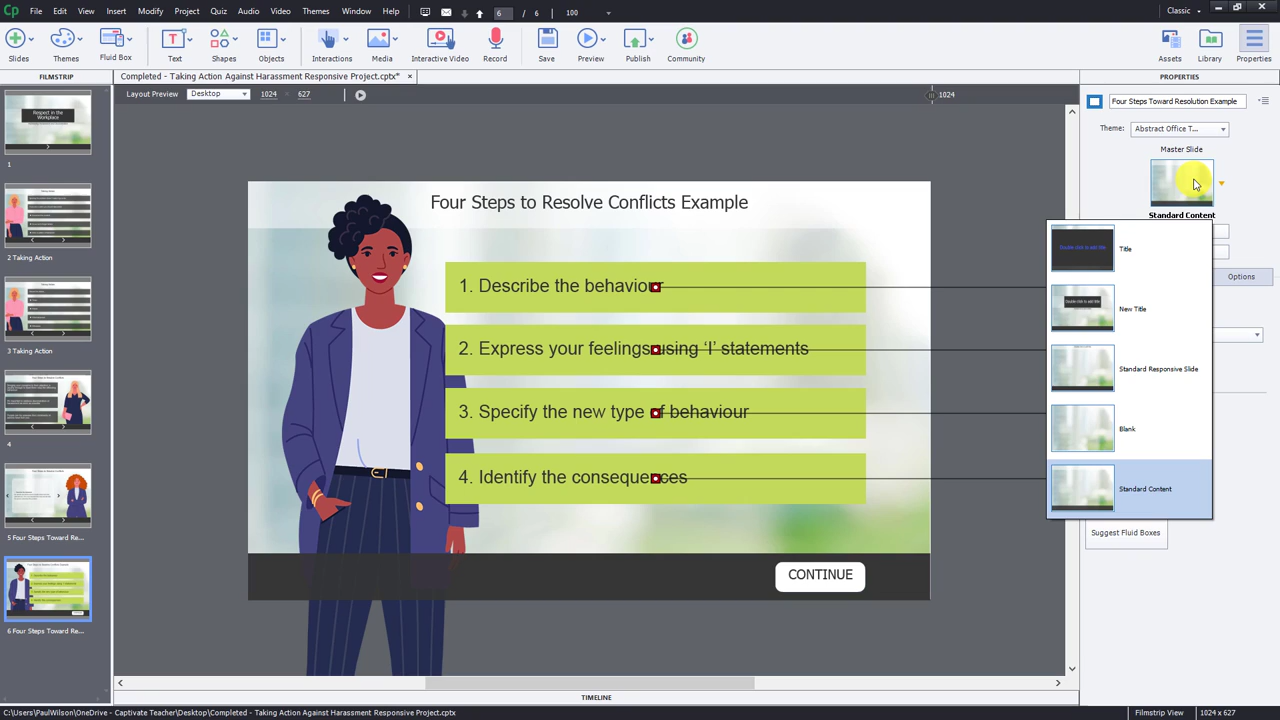 Cp File Edit View Insert Modify Project Quiz Audio Video Themes Window Help 6 / 6 100 Classic
Slides Themes Fluid Box Text Shapes Objects Interactions Media Interactive Video Record Save Preview Publish Community Assets Library Properties
FILMSTRIP
Completed - Taking Action Against Harassment Responsive Project.cptx* ×
PROPERTIES
Layout Preview Desktop 1024 × 627
1024
Four Steps Toward Resolution Example
Theme: Abstract Office T...
Master Slide
Standard Content
Title
New Title
Standard Responsive Slide
Blank
Standard Content
Options
Suggest Fluid Boxes
Respect in the
Workplace
1
2 Taking Action
3 Taking Action
4
5 Four Steps Toward Re...
6 Four Steps Toward Re...
Four Steps to Resolve Conflicts Example
1. Describe the behaviour
2. Express your feelings using ‘I’ statements
3. Specify the new type of behaviour
4. Identify the consequences
CONTINUE
TIMELINE
C:\Users\PaulWilson\OneDrive - Captivate Teacher\Desktop\Completed - Taking Action Against Harassment Responsive Project.cptx
Filmstrip View 1024 x 627